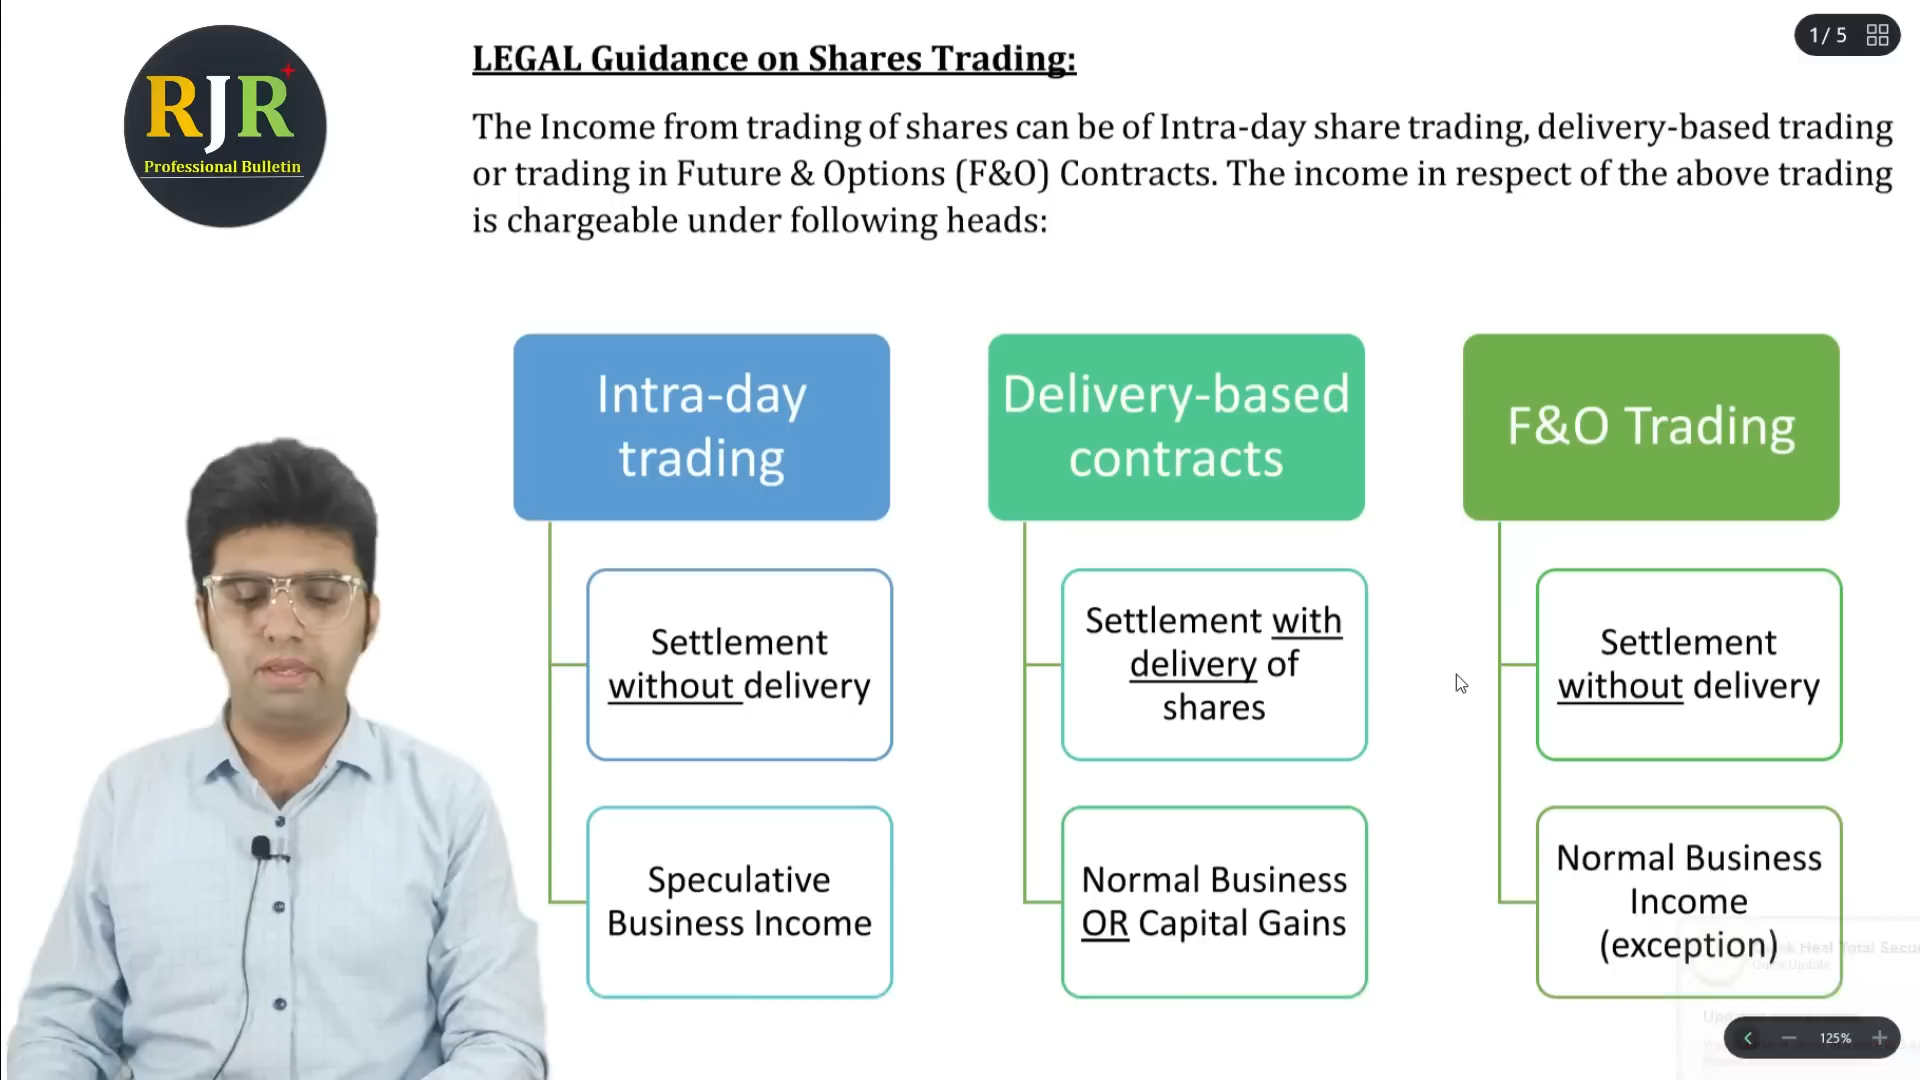 RJR
Professional Bulletin
LEGAL Guidance on Shares Trading:
1 / 5
The Income from trading of shares can be of Intra-day share trading, delivery-based trading
or trading in Future & Options (F&O) Contracts. The income in respect of the above trading
is chargeable under following heads:
Intra-day
trading
Settlement
without delivery
Speculative
Business Income
Delivery-based
contracts
Settlement with
delivery of
shares
Normal Business
OR Capital Gains
F&O Trading
Settlement
without delivery
Normal Business
Income
(exception)
Heal Total Secu
Update
125%